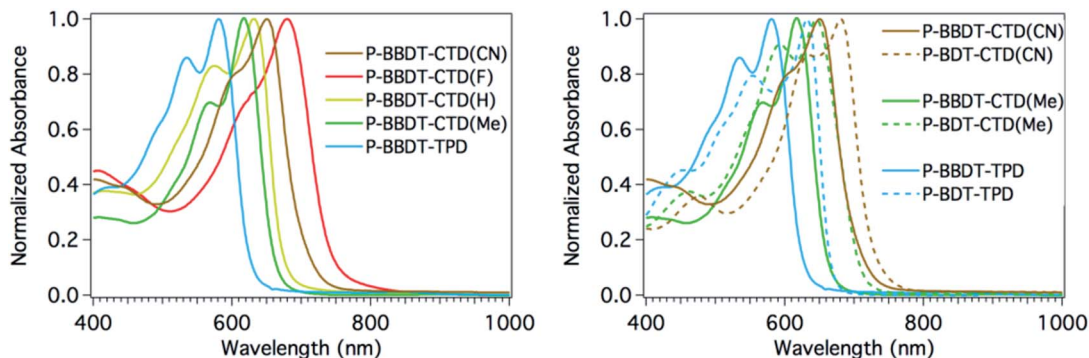 Normalized Absorbance
1.0
0.8
0.6
0.4
0.2
0.0
400
600
800
1000
Wavelength (nm)
P-BBDT-CTD(CN)
P-BBDT-CTD(F)
P-BBDT-CTD(H)
P-BBDT-CTD(Me)
P-BBDT-TPD
Normalized Absorbance
1.0
0.8
0.6
0.4
0.2
0.0
400
600
800
1000
Wavelength (nm)
P-BBDT-CTD(CN)
P-BDT-CTD(CN)
P-BBDT-CTD(Me)
P-BDT-CTD(Me)
P-BBDT-TPD
P-BDT-TPD